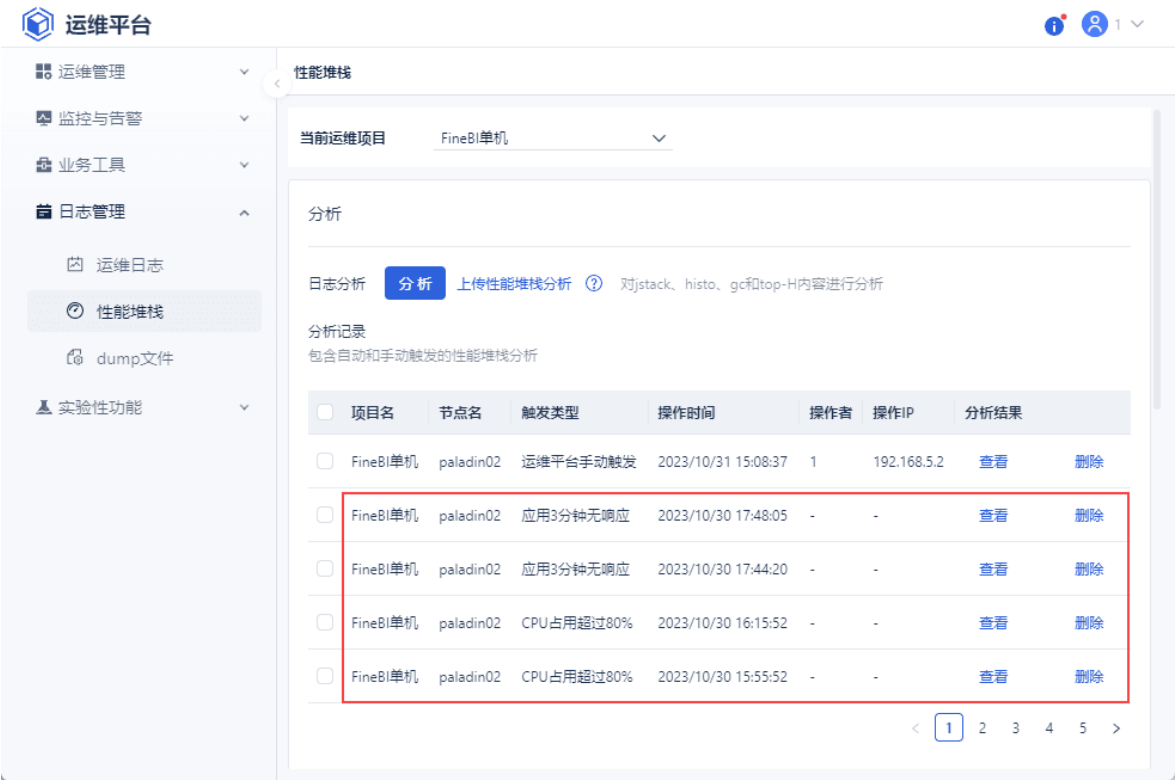 运维平台
1
运维管理
监控与告警
业务工具
日志管理
运维日志
性能堆栈
dump文件
实验性功能
性能堆栈
当前运维项目 FineBI单机
分析
日志分析 分析 上传性能堆栈分析 ? 对jstack、histo、gc和top-H内容进行分析
分析记录
包含自动和手动触发的性能堆栈分析
项目名 节点名 触发类型 操作时间 操作者 操作IP 分析结果
FineBI单机 paladin02 运维平台手动触发 2023/10/31 15:08:37 1 192.168.5.2 查看 删除
FineBI单机 paladin02 应用3分钟无响应 2023/10/30 17:48:05 - - 查看 删除
FineBI单机 paladin02 应用3分钟无响应 2023/10/30 17:44:20 - - 查看 删除
FineBI单机 paladin02 CPU占用超过80% 2023/10/30 16:15:52 - - 查看 删除
FineBI单机 paladin02 CPU占用超过80% 2023/10/30 15:55:52 - - 查看 删除
< 1 2 3 4 5 >